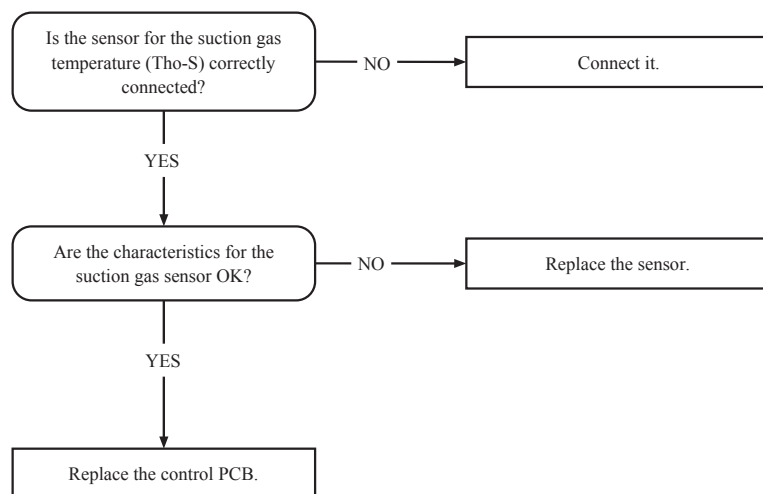 Is the sensor for the suction gas
temperature (Tho-S) correctly
connected?
NO
Connect it.
YES
Are the characteristics for the
suction gas sensor OK?
NO
Replace the sensor.
YES
Replace the control PCB.